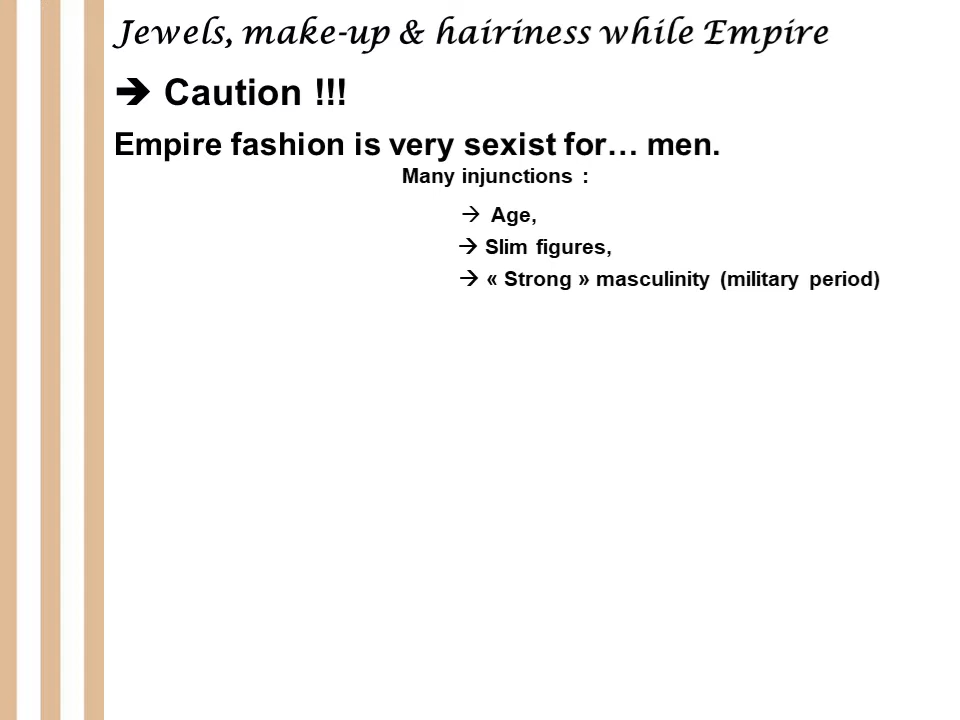 Jewels, make-up & hairiness while Empire
➔ Caution !!!
Empire fashion is very sexist for… men.
Many injunctions :
→ Age,
→ Slim figures,
→ « Strong » masculinity (military period)